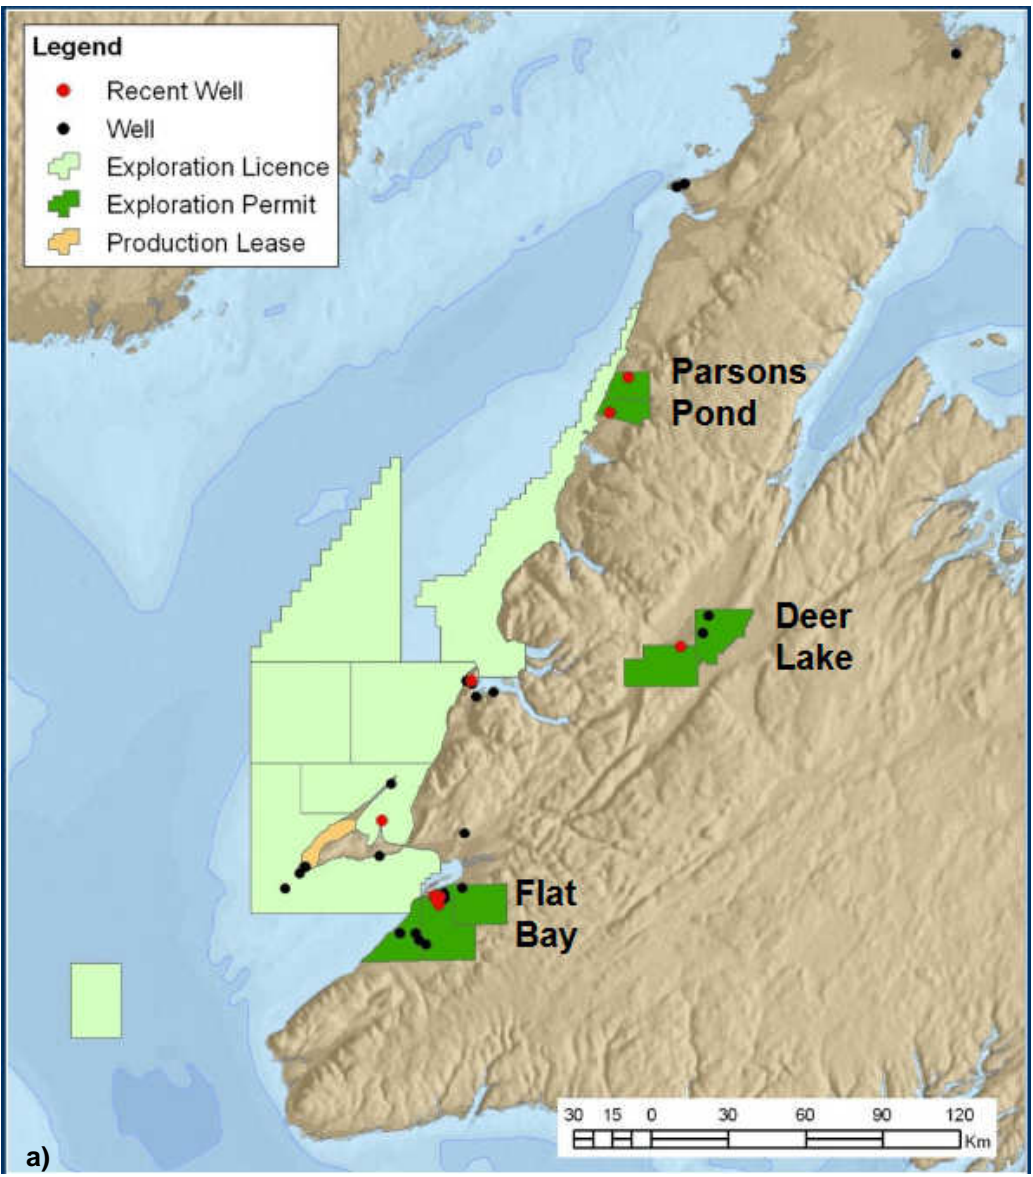 Legend
Recent Well
Well
Exploration Licence
Exploration Permit
Production Lease
Parsons
Pond
Deer
Lake
Flat
Bay
30 15 0 30 60 90 120
Km
a)